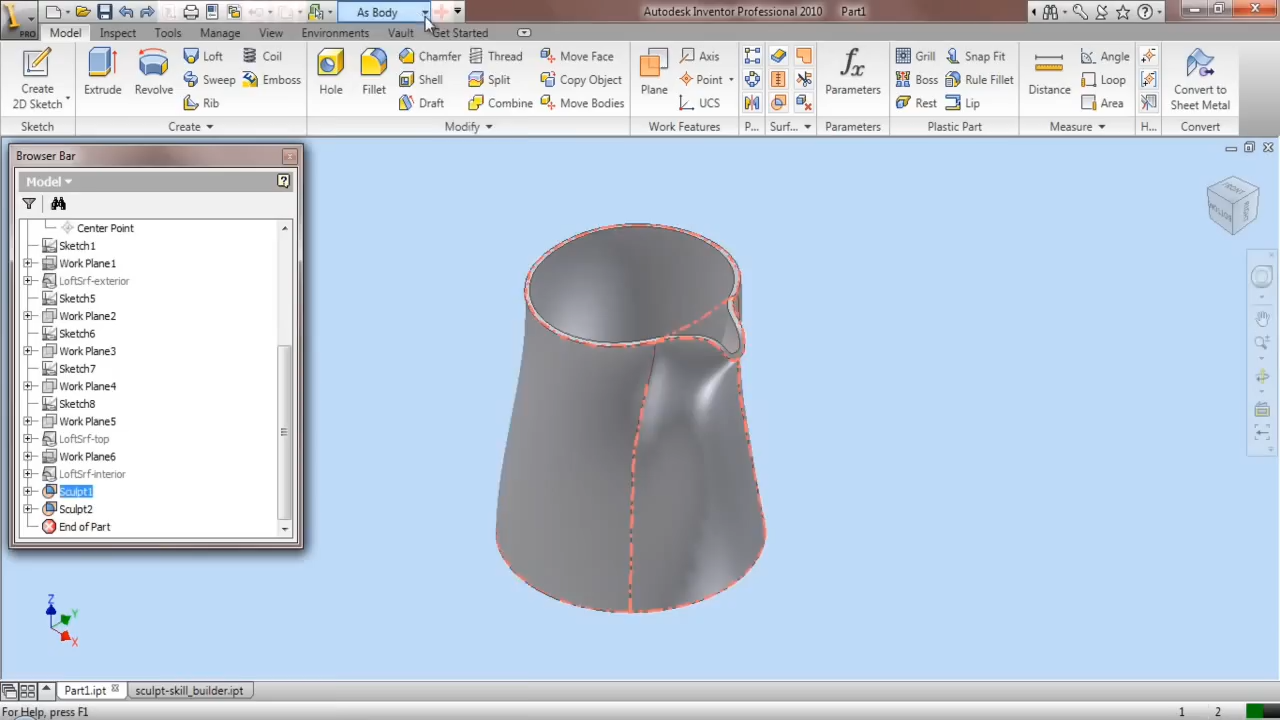 PRO
As Body
Autodesk Inventor Professional 2010 Part1
Model Inspect Tools Manage View Environments Vault Get Started
Create
2D Sketch
Extrude
Revolve
Loft
Sweep
Rib
Coil
Emboss
Hole
Fillet
Chamfer
Shell
Draft
Thread
Split
Combine
Move Face
Copy Object
Move Bodies
Plane
Axis
Point
UCS
fx
Parameters
Grill
Boss
Rest
Snap Fit
Rule Fillet
Lip
Distance
Angle
Loop
Area
Convert to
Sheet Metal
Sketch Create Modify Work Features P... Surf... Parameters Plastic Part Measure H... Convert
Browser Bar
Model
Center Point
Sketch1
Work Plane1
LoftSrf-exterior
Sketch5
Work Plane2
Sketch6
Work Plane3
Sketch7
Work Plane4
Sketch8
Work Plane5
LoftSrf-top
Work Plane6
LoftSrf-interior
Sculpt1
Sculpt2
End of Part
FRONT
Z
Y
X
Part1.ipt sculpt-skill_builder.ipt
For Help, press F1 1 2